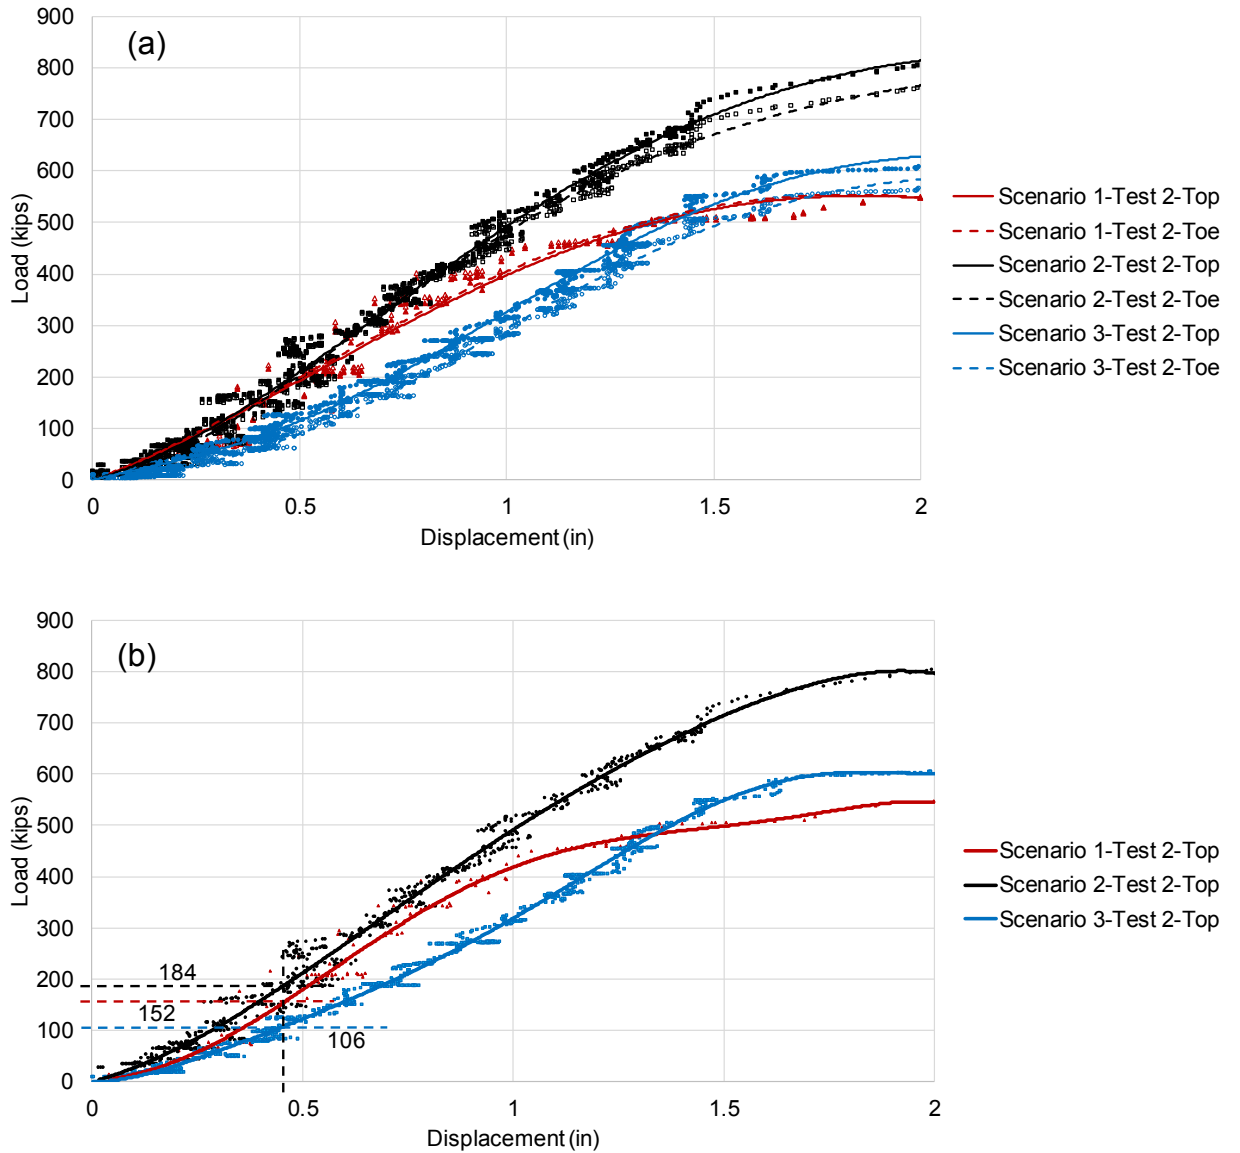 (a)
900
800
700
600
500
400
300
200
100
0
Load (kips)
0 0.5 1 1.5 2
Displacement (in)
Scenario 1-Test 2-Top
Scenario 1-Test 2-Toe
Scenario 2-Test 2-Top
Scenario 2-Test 2-Toe
Scenario 3-Test 2-Top
Scenario 3-Test 2-Toe
(b)
900
800
700
600
500
400
300
200
100
0
Load (kips)
184
152
106
0 0.5 1 1.5 2
Displacement (in)
Scenario 1-Test 2-Top
Scenario 2-Test 2-Top
Scenario 3-Test 2-Top